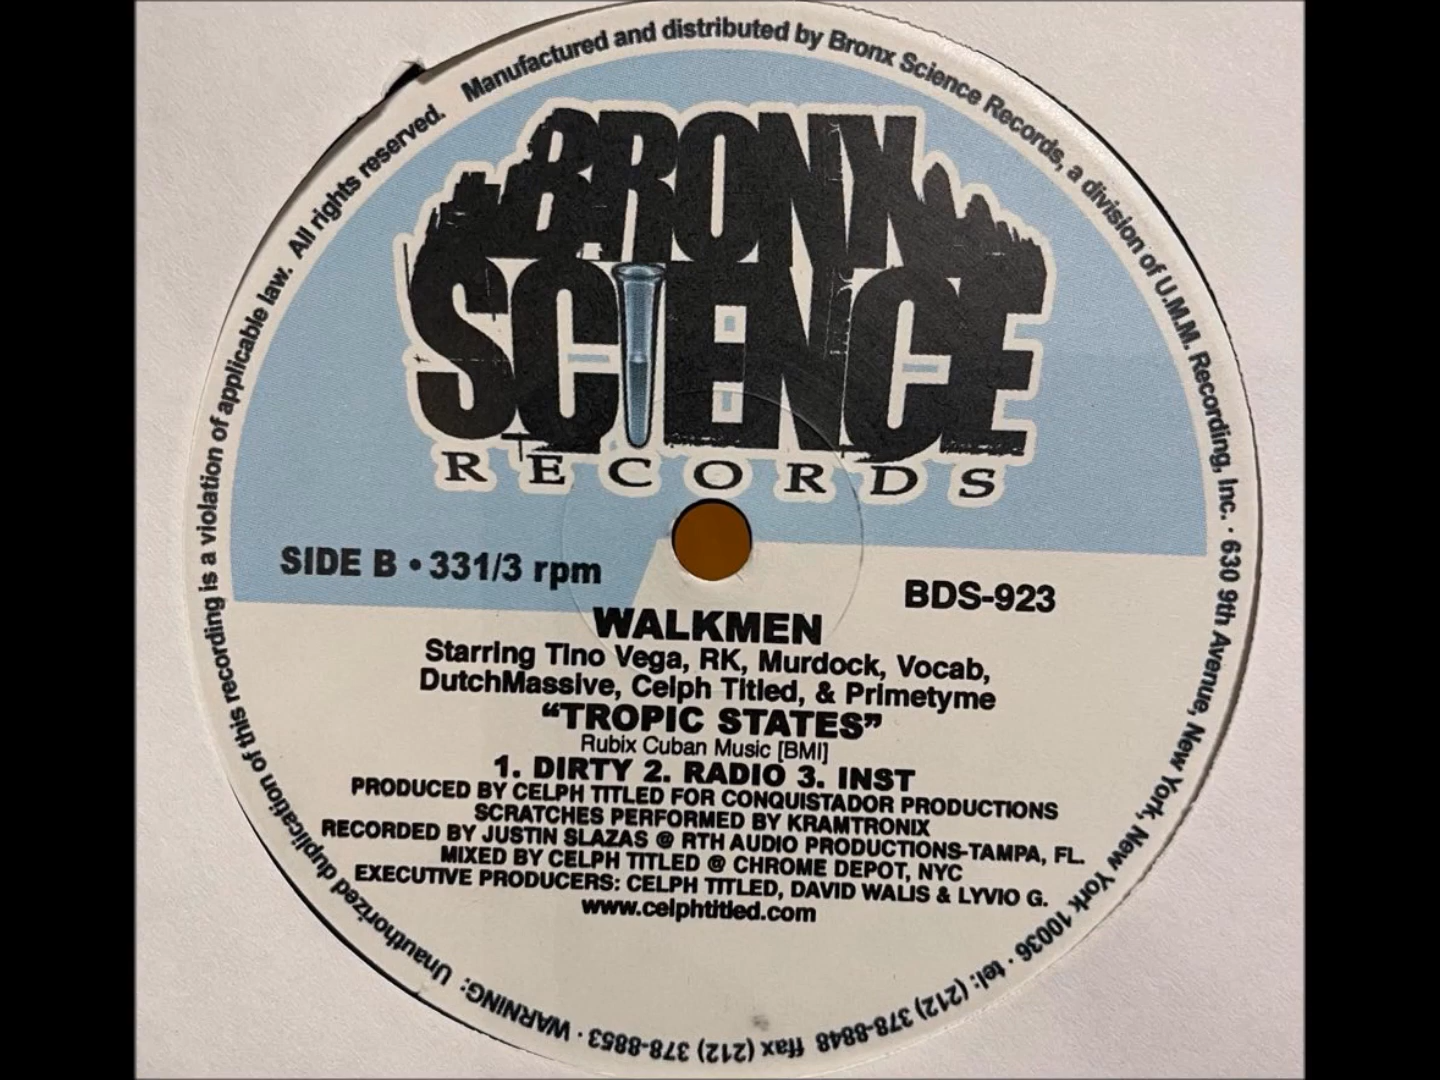 Manufactured and distributed by Bronx Science Records, a division of U.M.M. Recording, Inc. · 630 9th Avenue, New York, New York 10036 · tel: (212) 378-8848 ffax (212) 378-8853 · WARNING: Unauthorized duplication of this recording is a violation of applicable law. All rights reserved.
BRONX
SCIENCE
RECORDS
SIDE B • 331/3 rpm
BDS-923
WALKMEN
Starring Tino Vega, RK, Murdock, Vocab,
DutchMassive, Celph Titled, & Primetyme
“TROPIC STATES”
Rubix Cuban Music [BMI]
1. DIRTY 2. RADIO 3. INST
PRODUCED BY CELPH TITLED FOR CONQUISTADOR PRODUCTIONS
SCRATCHES PERFORMED BY KRAMTRONIX
RECORDED BY JUSTIN SLAZAS @ RTH AUDIO PRODUCTIONS-TAMPA, FL.
MIXED BY CELPH TITLED @ CHROME DEPOT, NYC
EXECUTIVE PRODUCERS: CELPH TITLED, DAVID WALIS & LYVIO G.
www.celphtitled.com